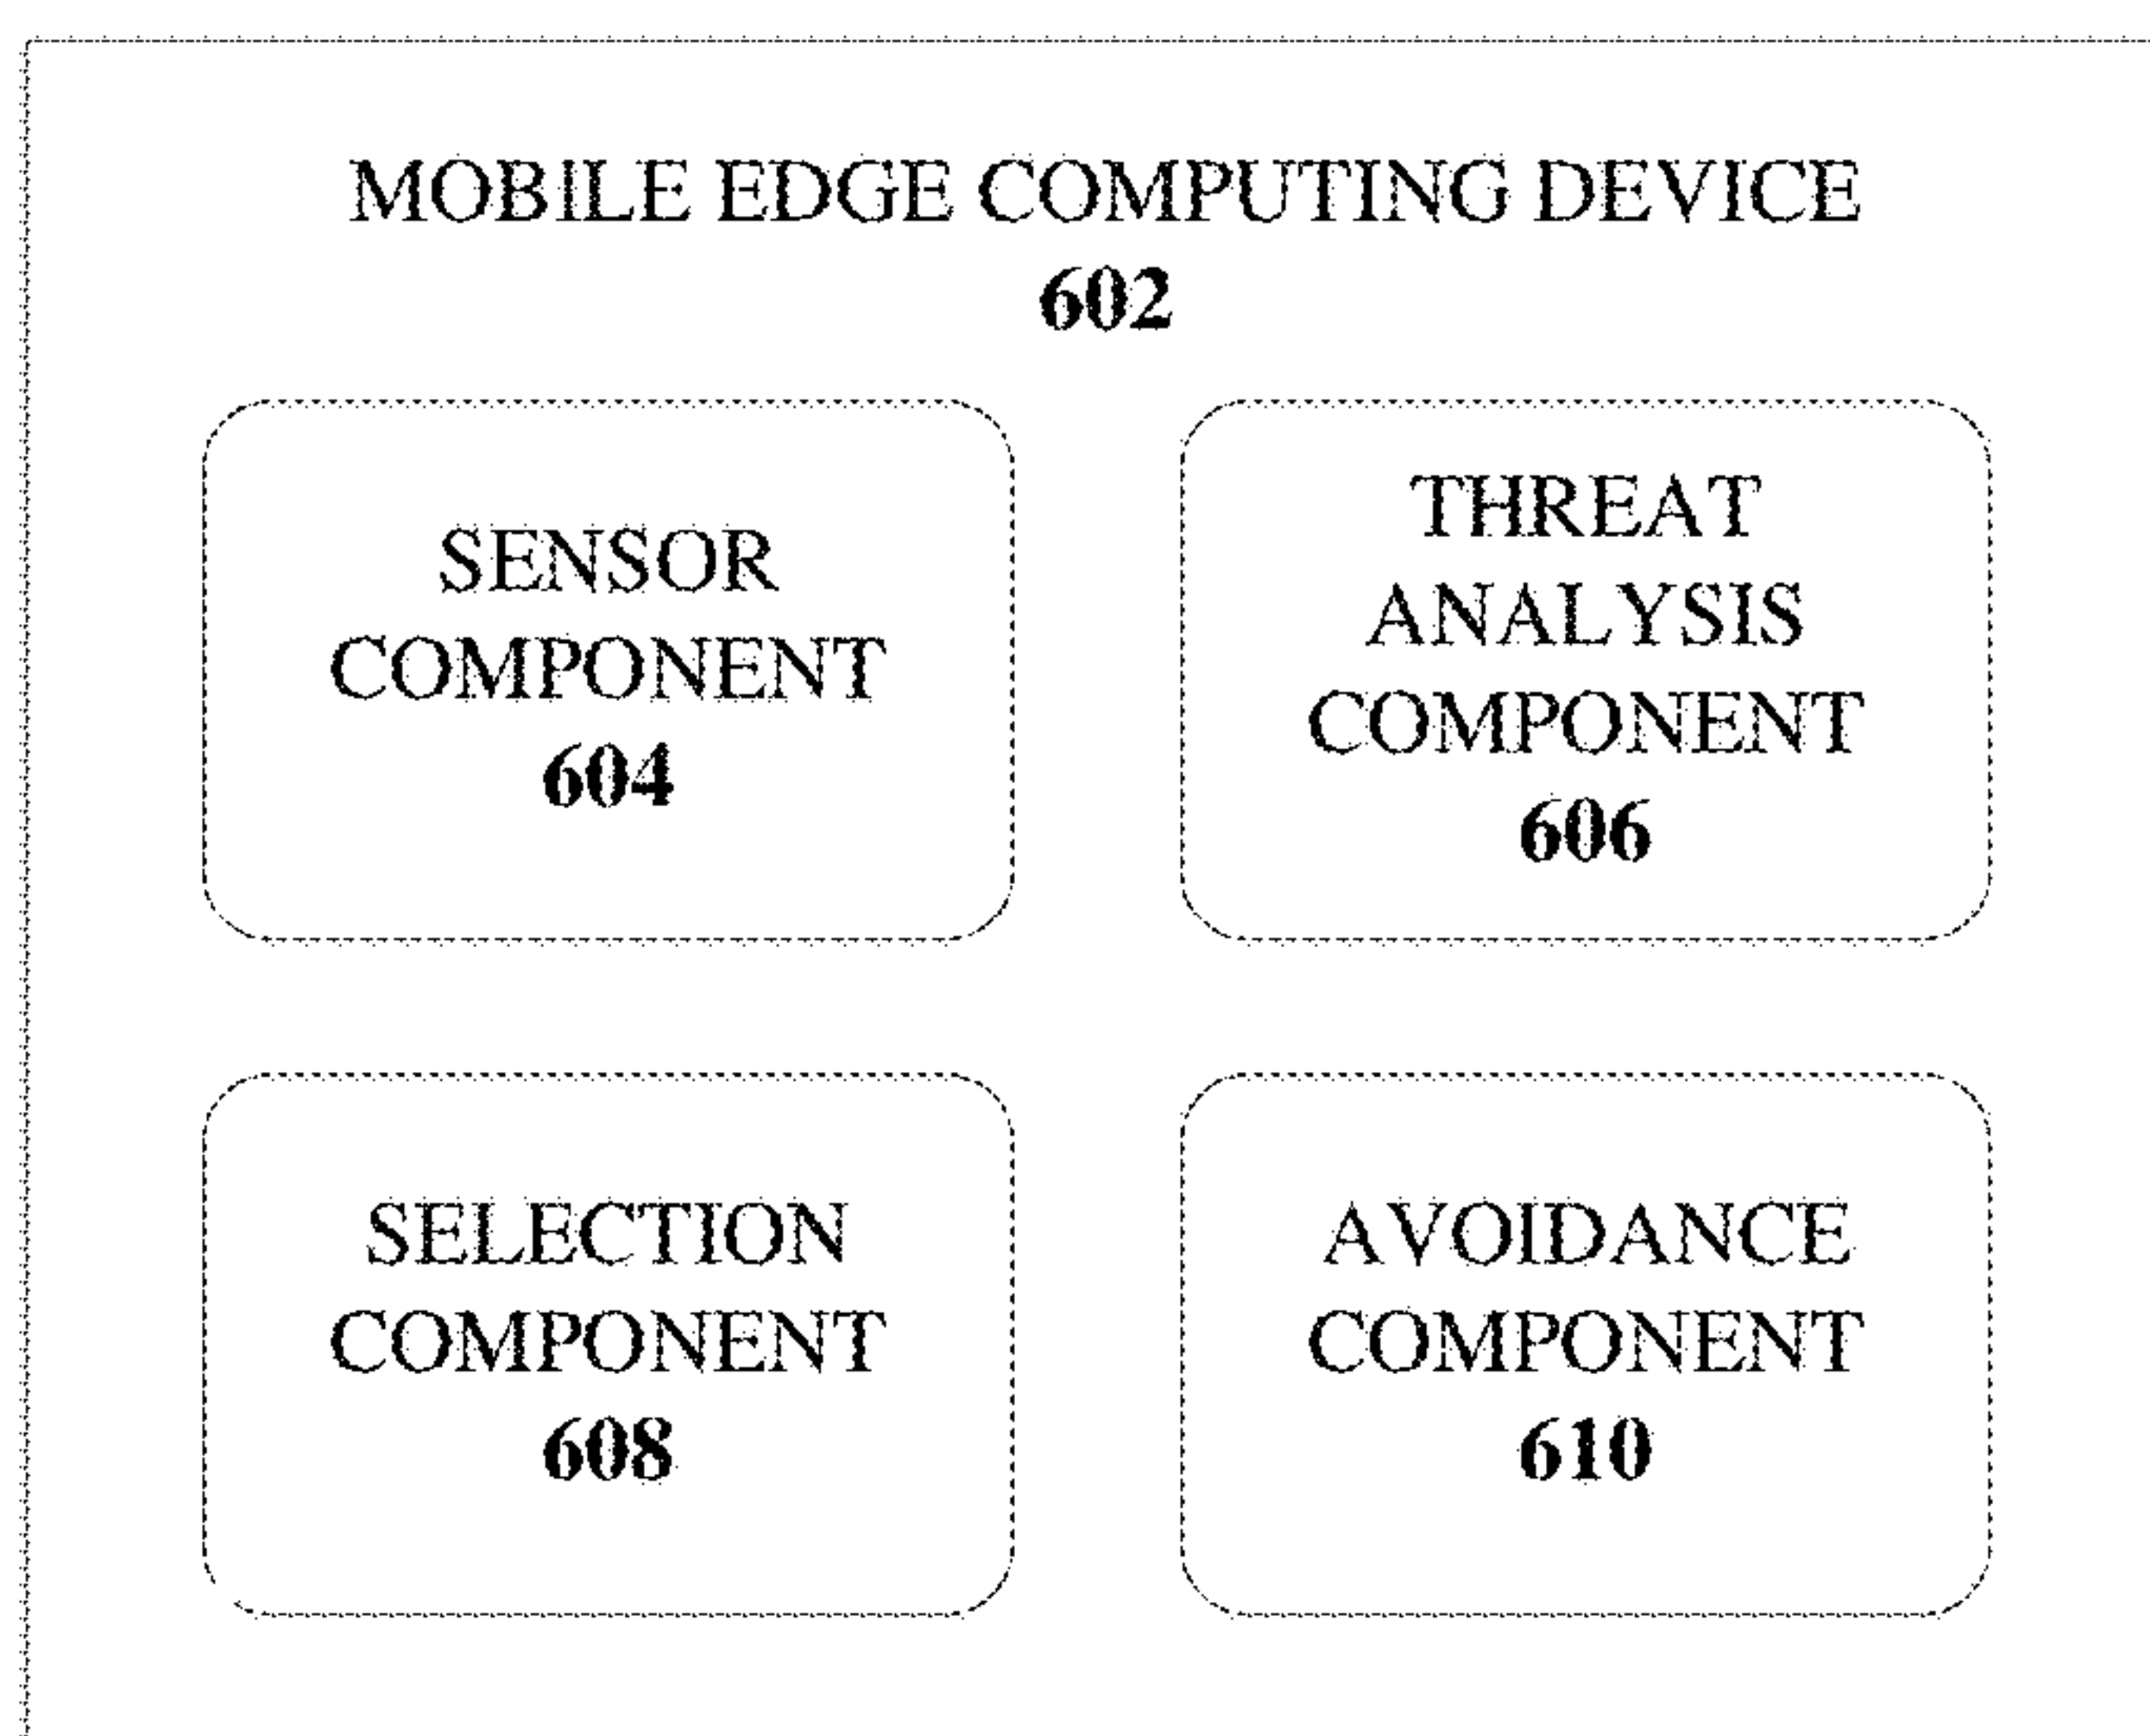 MOBILE EDGE COMPUTING DEVICE
602
SENSOR
COMPONENT
604
THREAT
ANALYSIS
COMPONENT
606
SELECTION
COMPONENT
608
AVOIDANCE
COMPONENT
610